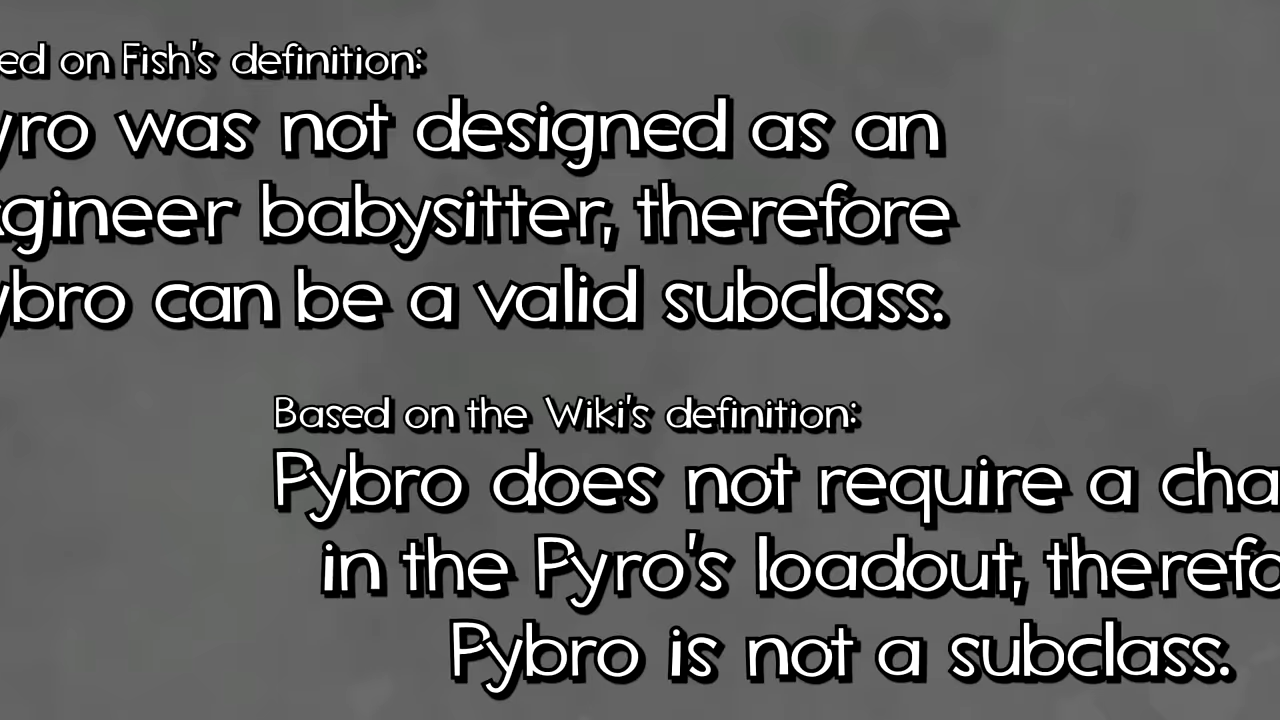 ed on Fish's definition:
yro was not designed as an
gineer babysitter, therefore
ybro can be a valid subclass.
Based on the Wiki's definition:
Pybro does not require a cha
in the Pyro's loadout, therefo
Pybro is not a subclass.